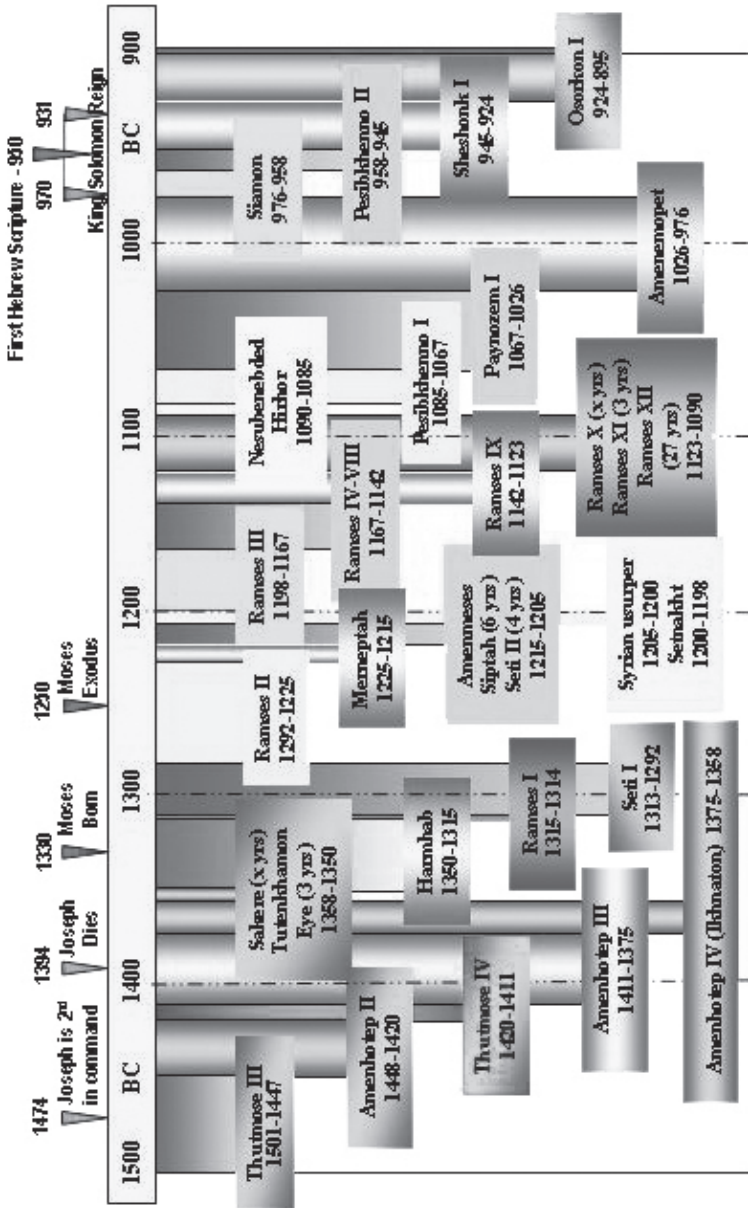 First Hebrew Scripture - 950
1474
1394
1330
1250
970
931
Joseph is 2nd
in command
Joseph
Dies
Moses
Born
Moses
Exodus
King Solomon Reign
1500
BC
1400
1300
1200
1100
1000
BC
900
Thutmose III
1501-1447
Amenhotep II
1448-1420
Thutmose IV
1420-1411
Amenhotep III
1411-1375
Amenhotep IV (Ikhnaton) 1375-1358
Sakere (x yrs)
Tutenkhamon
Eye (3 yrs)
1358-1350
Harmhab
1350-1315
Ramses I
1315-1314
Seti I
1313-1292
Ramses II
1292-1225
Merneptah
1225-1215
Amenmeses
Siptah (6 yrs)
Seti II (4 yrs)
1215-1205
Syrian usurper
1205-1200
Setnakht
1200-1198
Ramses III
1198-1167
Ramses IV-VIII
1167-1142
Ramses IX
1142-1123
Ramses X (x yrs)
Ramses XI (3 yrs)
Ramses XII
(27 yrs)
1123-1090
Nesubenebded
Hirhor
1090-1085
Pesibkhenno I
1085-1067
Paynozem I
1067-1026
Amenemopet
1026-976
Siamon
976-958
Pesibkhenno II
958-945
Sheshonk I
945-924
Osorkon I
924-895